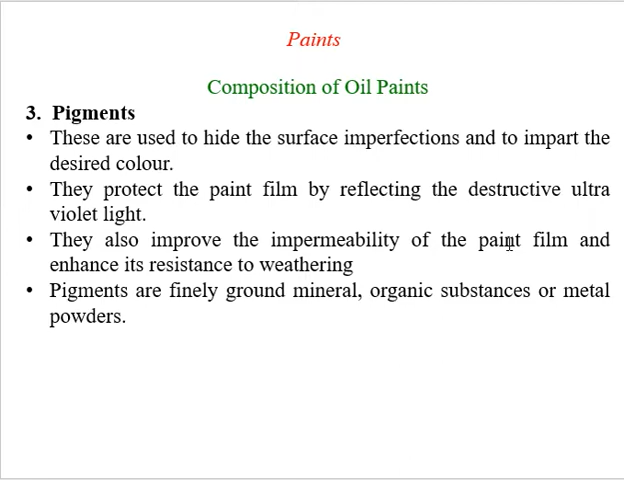 Paints
Composition of Oil Paints
3. Pigments
• These are used to hide the surface imperfections and to impart the
desired colour.
• They protect the paint film by reflecting the destructive ultra
violet light.
• They also improve the impermeability of the paint film and
enhance its resistance to weathering
• Pigments are finely ground mineral, organic substances or metal
powders.